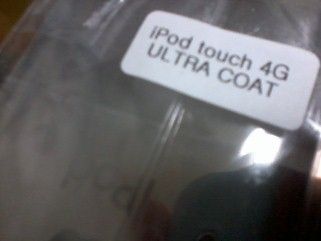 iPod touch 4G
ULTRA COAT